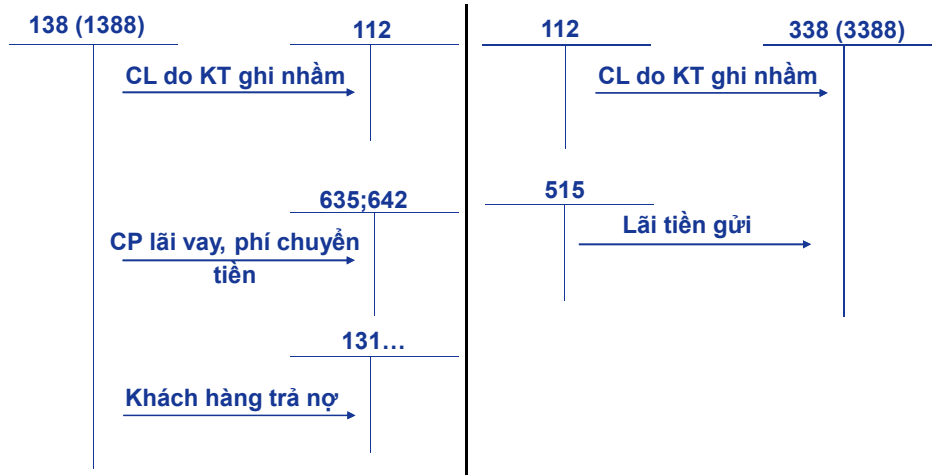 138 (1388)
112
CL do KT ghi nhầm
635;642
CP lãi vay, phí chuyển
tiền
131...
Khách hàng trả nợ
112
338 (3388)
CL do KT ghi nhầm
515
Lãi tiền gửi